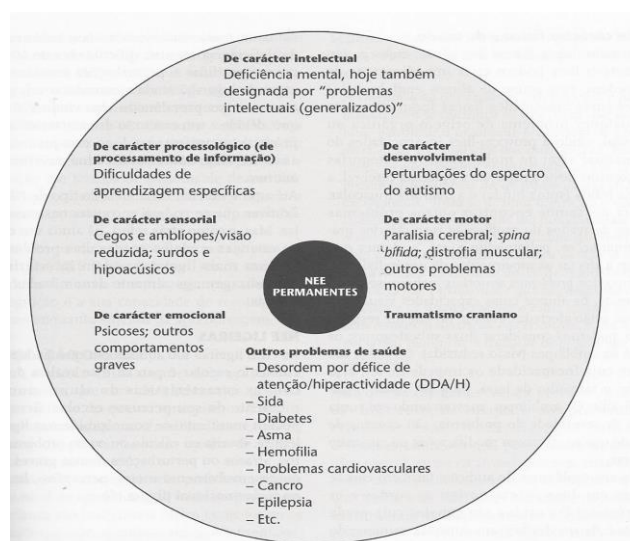 De carácter intelectual
Deficiência mental, hoje também
designada por “problemas
intelectuais (generalizados)”
De carácter processológico (de
processamento de informação)
Dificuldades de
aprendizagem específicas
De carácter
desenvolvimental
Perturbações do espectro
do autismo
De carácter sensorial
Cegos e amblíopes/visão
reduzida; surdos e
hipoacúsicos
De carácter motor
Paralisia cerebral; spina
bífida; distrofia muscular;
outros problemas
motores
NEE
PERMANENTES
De carácter emocional
Psicoses; outros
comportamentos
graves
Traumatismo craniano
Outros problemas de saúde
– Desordem por défice de
atenção/hiperactividade (DDA/H)
– Sida
– Diabetes
– Asma
– Hemofilia
– Problemas cardiovasculares
– Cancro
– Epilepsia
– Etc.